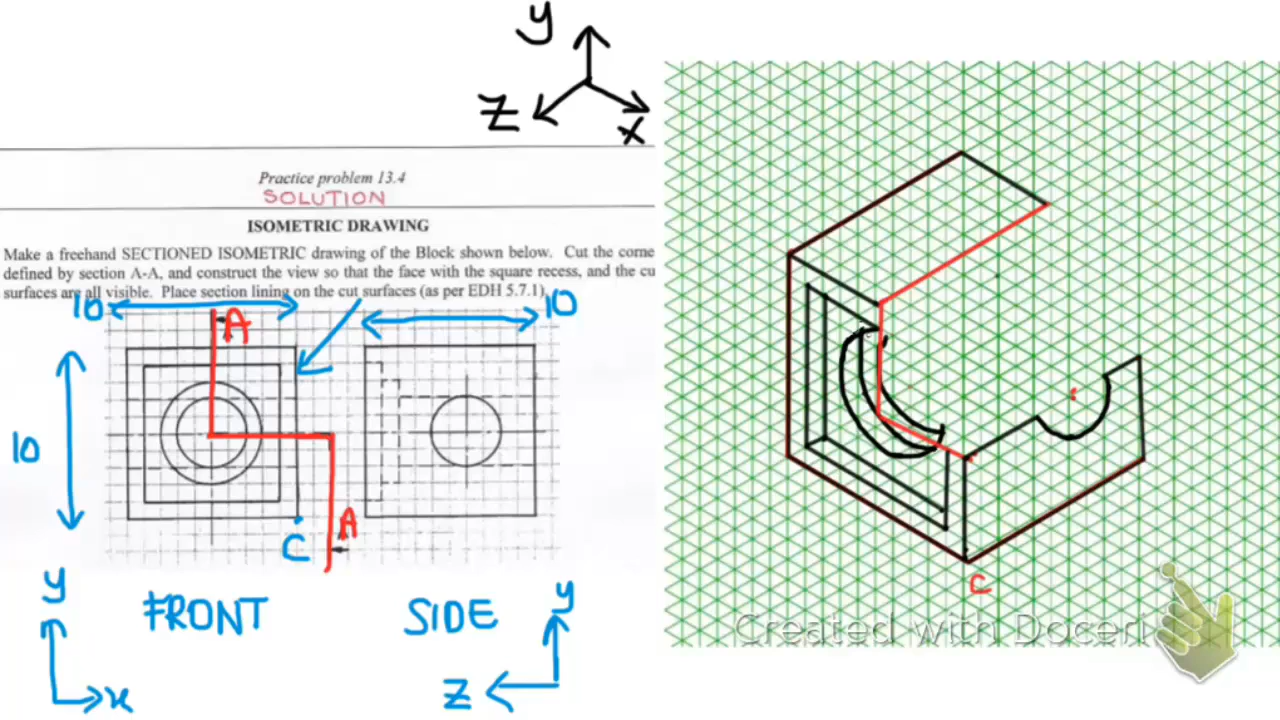 y
z
x
Practice problem 13.4
SOLUTION
ISOMETRIC DRAWING
Make a freehand SECTIONED ISOMETRIC drawing of the Block shown below. Cut the corne
defined by section A-A, and construct the view so that the face with the square recess, and the cu
surfaces are all visible. Place section lining on the cut surfaces (as per EDH 5.7.1).
10
A
10
10
A
C
C
y
FRONT
SIDE
y
x
z
Created with Doceri